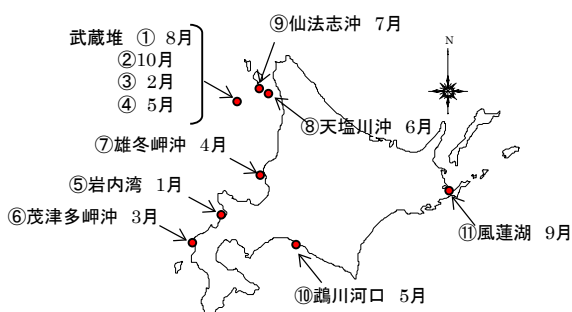 ⑨仙法志沖 7月
武蔵堆 ① 8月
②10月
③ 2月
④ 5月
N
⑧天塩川沖 6月
⑦雄冬岬沖 4月
⑤岩内湾 1月
⑥茂津多岬沖 3月
⑪風蓮湖 9月
⑩鵡川河口 5月